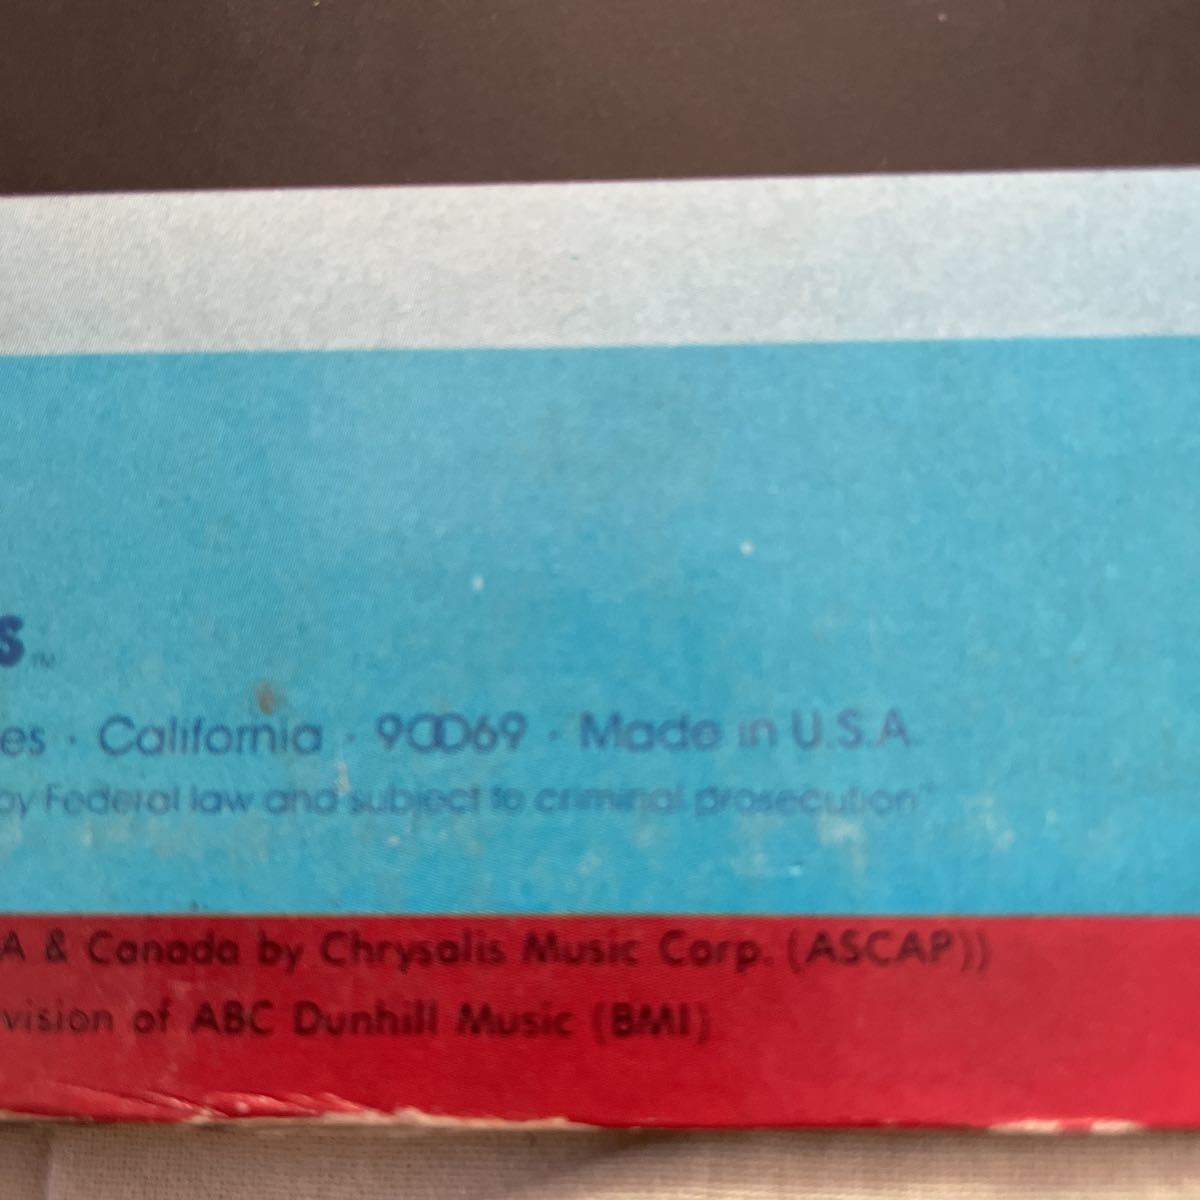 s™
es · California · 90069 · Made in U.S.A.
by Federal law and subject to criminal prosecution"
A & Canada by Chrysalis Music Corp. (ASCAP))
vision of ABC Dunhill Music (BMI)